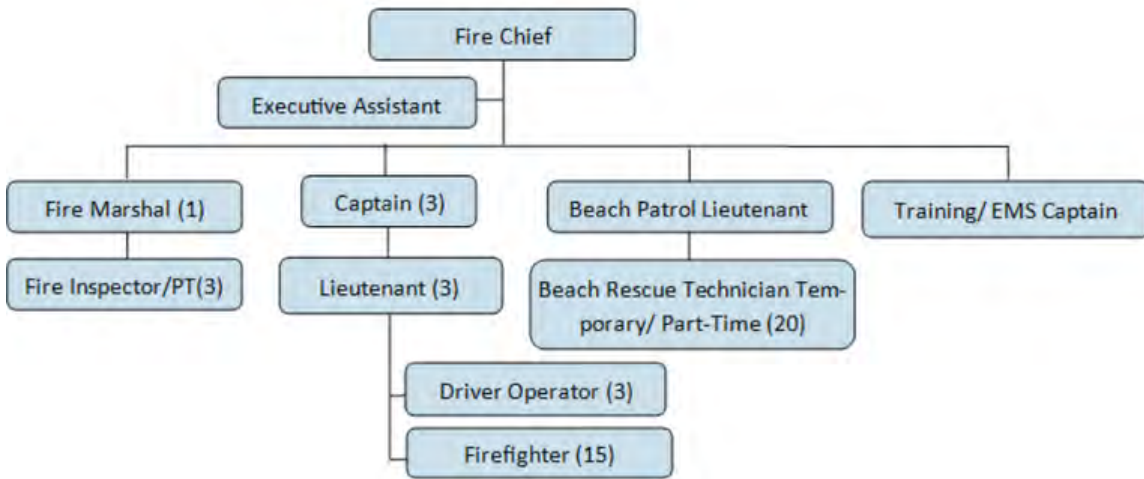 Fire Chief
Executive Assistant
Fire Marshal (1)
Captain (3)
Beach Patrol Lieutenant
Training/ EMS Captain
Fire Inspector/PT(3)
Lieutenant (3)
Beach Rescue Technician Tem-
porary/ Part-Time (20)
Driver Operator (3)
Firefighter (15)